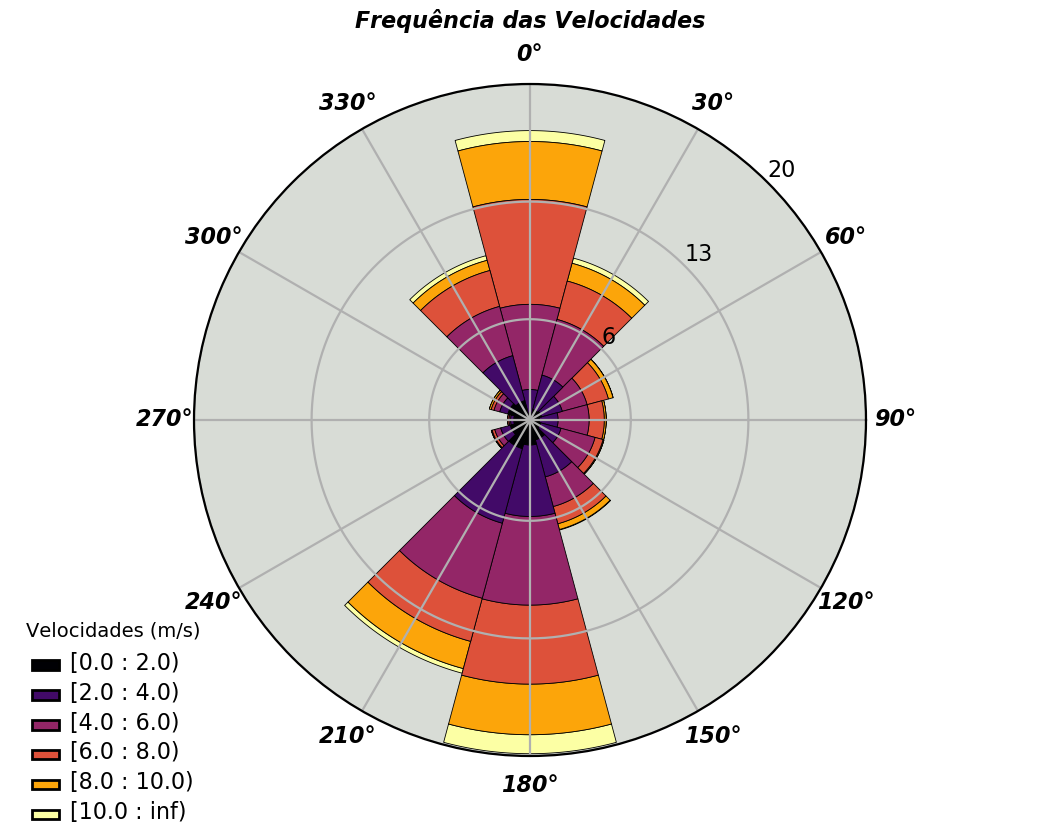 Frequência das Velocidades
0°
330°
30°
20
300°
60°
13
6
270°
90°
240°
120°
210°
150°
180°
Velocidades (m/s)
[0.0 : 2.0)
[2.0 : 4.0)
[4.0 : 6.0)
[6.0 : 8.0)
[8.0 : 10.0)
[10.0 : inf)